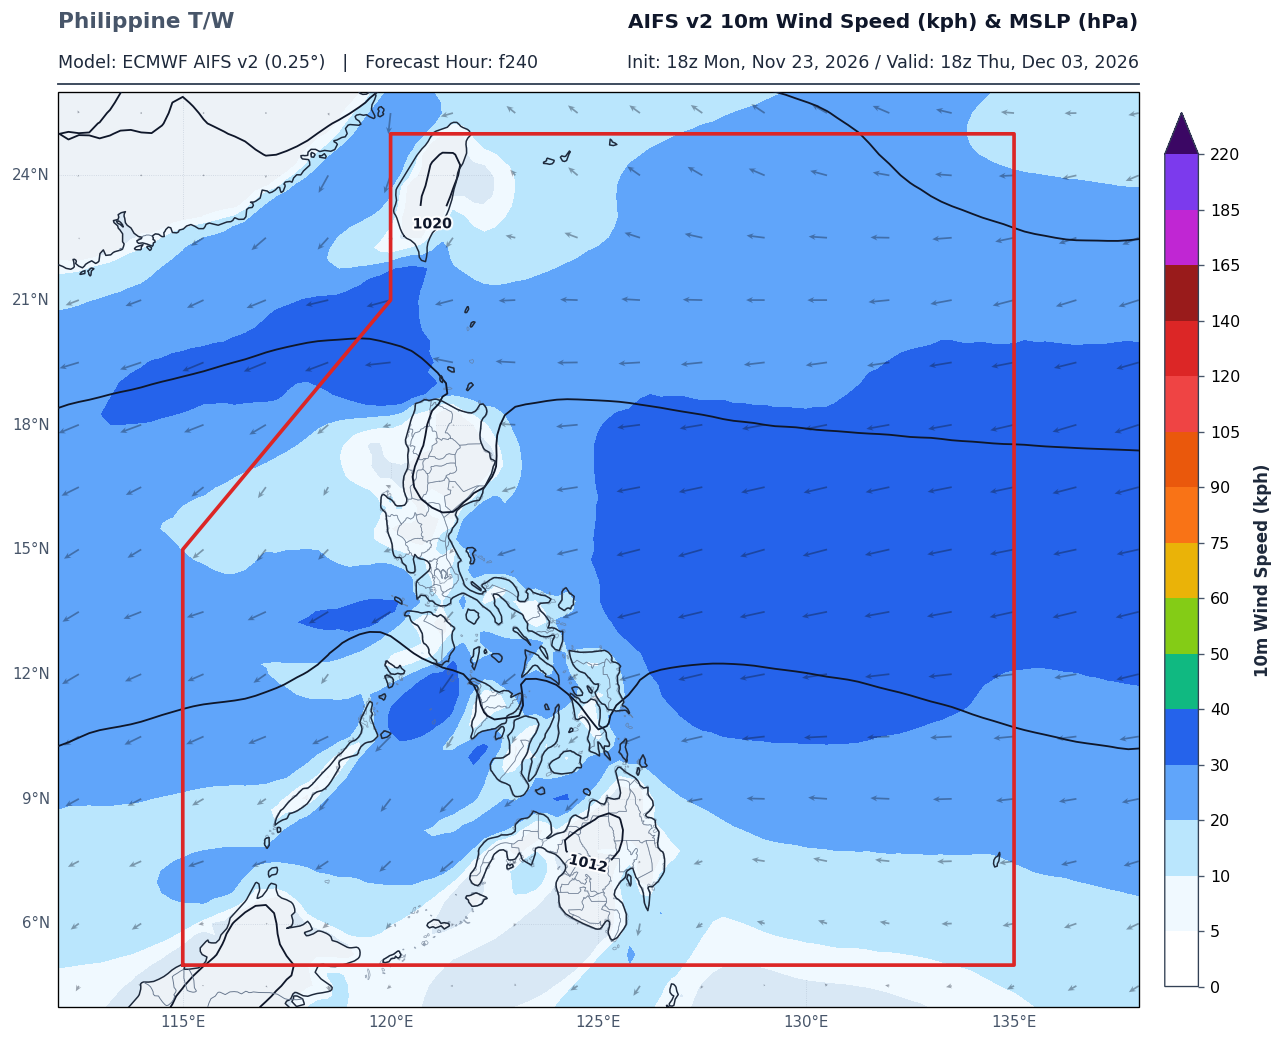 Philippine T/W
AIFS v2 10m Wind Speed (kph) & MSLP (hPa)
Model: ECMWF AIFS v2 (0.25°) | Forecast Hour: f240
Init: 18z Mon, Nov 23, 2026 / Valid: 18z Thu, Dec 03, 2026
24°N
21°N
18°N
15°N
12°N
9°N
6°N
1020
1012
115°E
120°E
125°E
130°E
135°E
220
185
165
140
120
105
90
75
60
50
40
30
20
10
5
0
10m Wind Speed (kph)